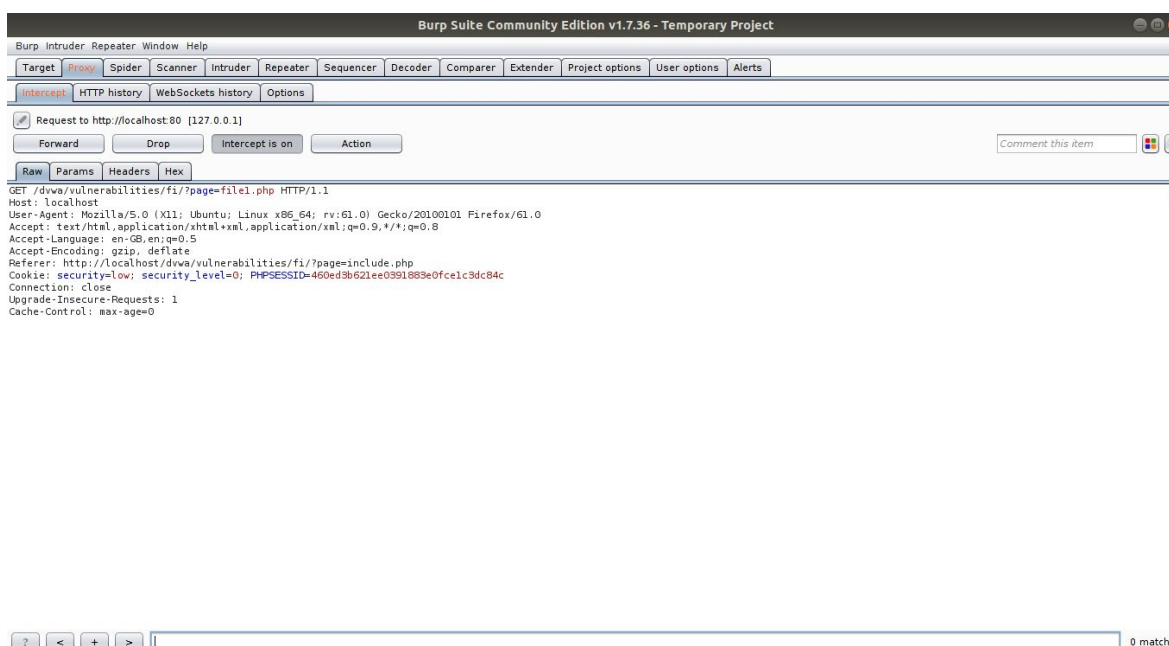 Burp Suite Community Edition v1.7.36 - Temporary Project
Burp Intruder Repeater Window Help
Target Proxy Spider Scanner Intruder Repeater Sequencer Decoder Comparer Extender Project options User options Alerts
Intercept HTTP history WebSockets history Options
Request to http://localhost:80 [127.0.0.1]
Forward Drop Intercept is on Action Comment this item
Raw Params Headers Hex
GET /dvwa/vulnerabilities/fi/?page=file1.php HTTP/1.1
Host: localhost
User-Agent: Mozilla/5.0 (X11; Ubuntu; Linux x86_64; rv:61.0) Gecko/20100101 Firefox/61.0
Accept: text/html,application/xhtml+xml,application/xml;q=0.9,*/*;q=0.8
Accept-Language: en-GB,en;q=0.5
Accept-Encoding: gzip, deflate
Referer: http://localhost/dvwa/vulnerabilities/fi/?page=include.php
Cookie: security=low; security_level=0; PHPSESSID=460ed3b621ee0391883e0fce1c3dc84c
Connection: close
Upgrade-Insecure-Requests: 1
Cache-Control: max-age=0
? < + > 0 match